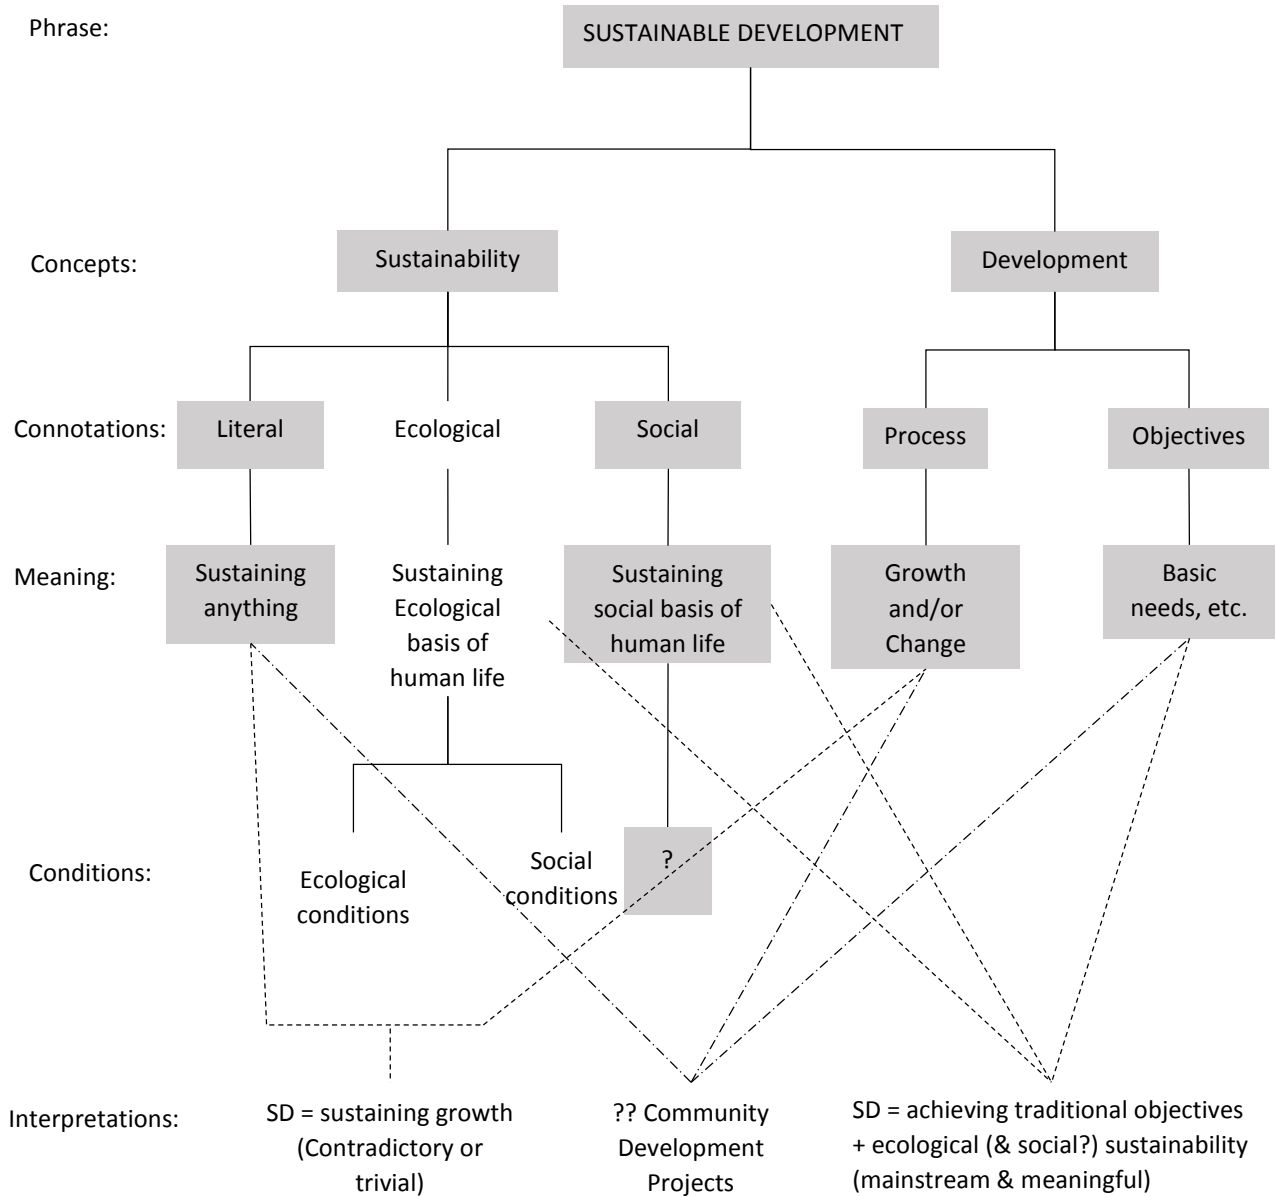 Phrase:
SUSTAINABLE DEVELOPMENT
Concepts:
Sustainability
Development
Connotations:
Literal
Ecological
Social
Process
Objectives
Meaning:
Sustaining
anything
Sustaining
Ecological
basis of
human life
Sustaining
social basis of
human life
Growth
and/or
Change
Basic
needs, etc.
Conditions:
Ecological
conditions
Social
conditions
?
Interpretations:
SD = sustaining growth
(Contradictory or
trivial)
?? Community
Development
Projects
SD = achieving traditional objectives
+ ecological (& social?) sustainability
(mainstream & meaningful)